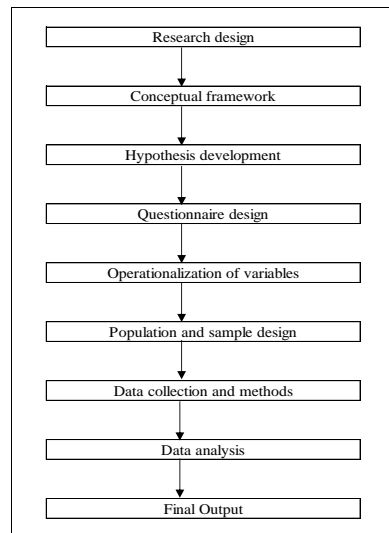 Research design
Conceptual framework
Hypothesis development
Questionnaire design
Operationalization of variables
Population and sample design
Data collection and methods
Data analysis
Final Output